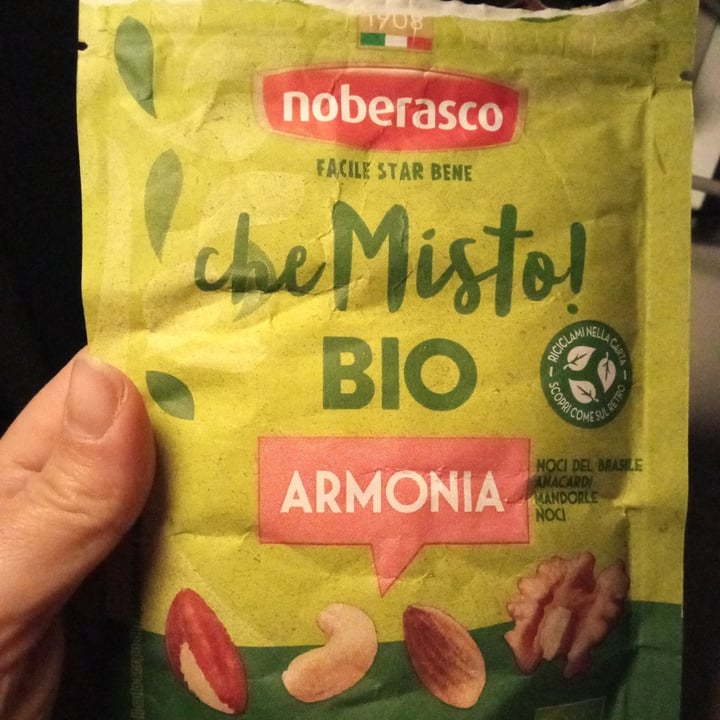 1908
noberasco
FACILE STAR BENE
che Misto!
BIO
RICICLAMI NELLA CARTA
SCOPRI COME SUL RETRO
ARMONIA
NOCI DEL BRASILE
ANACARDI
MANDORLE
NOCI